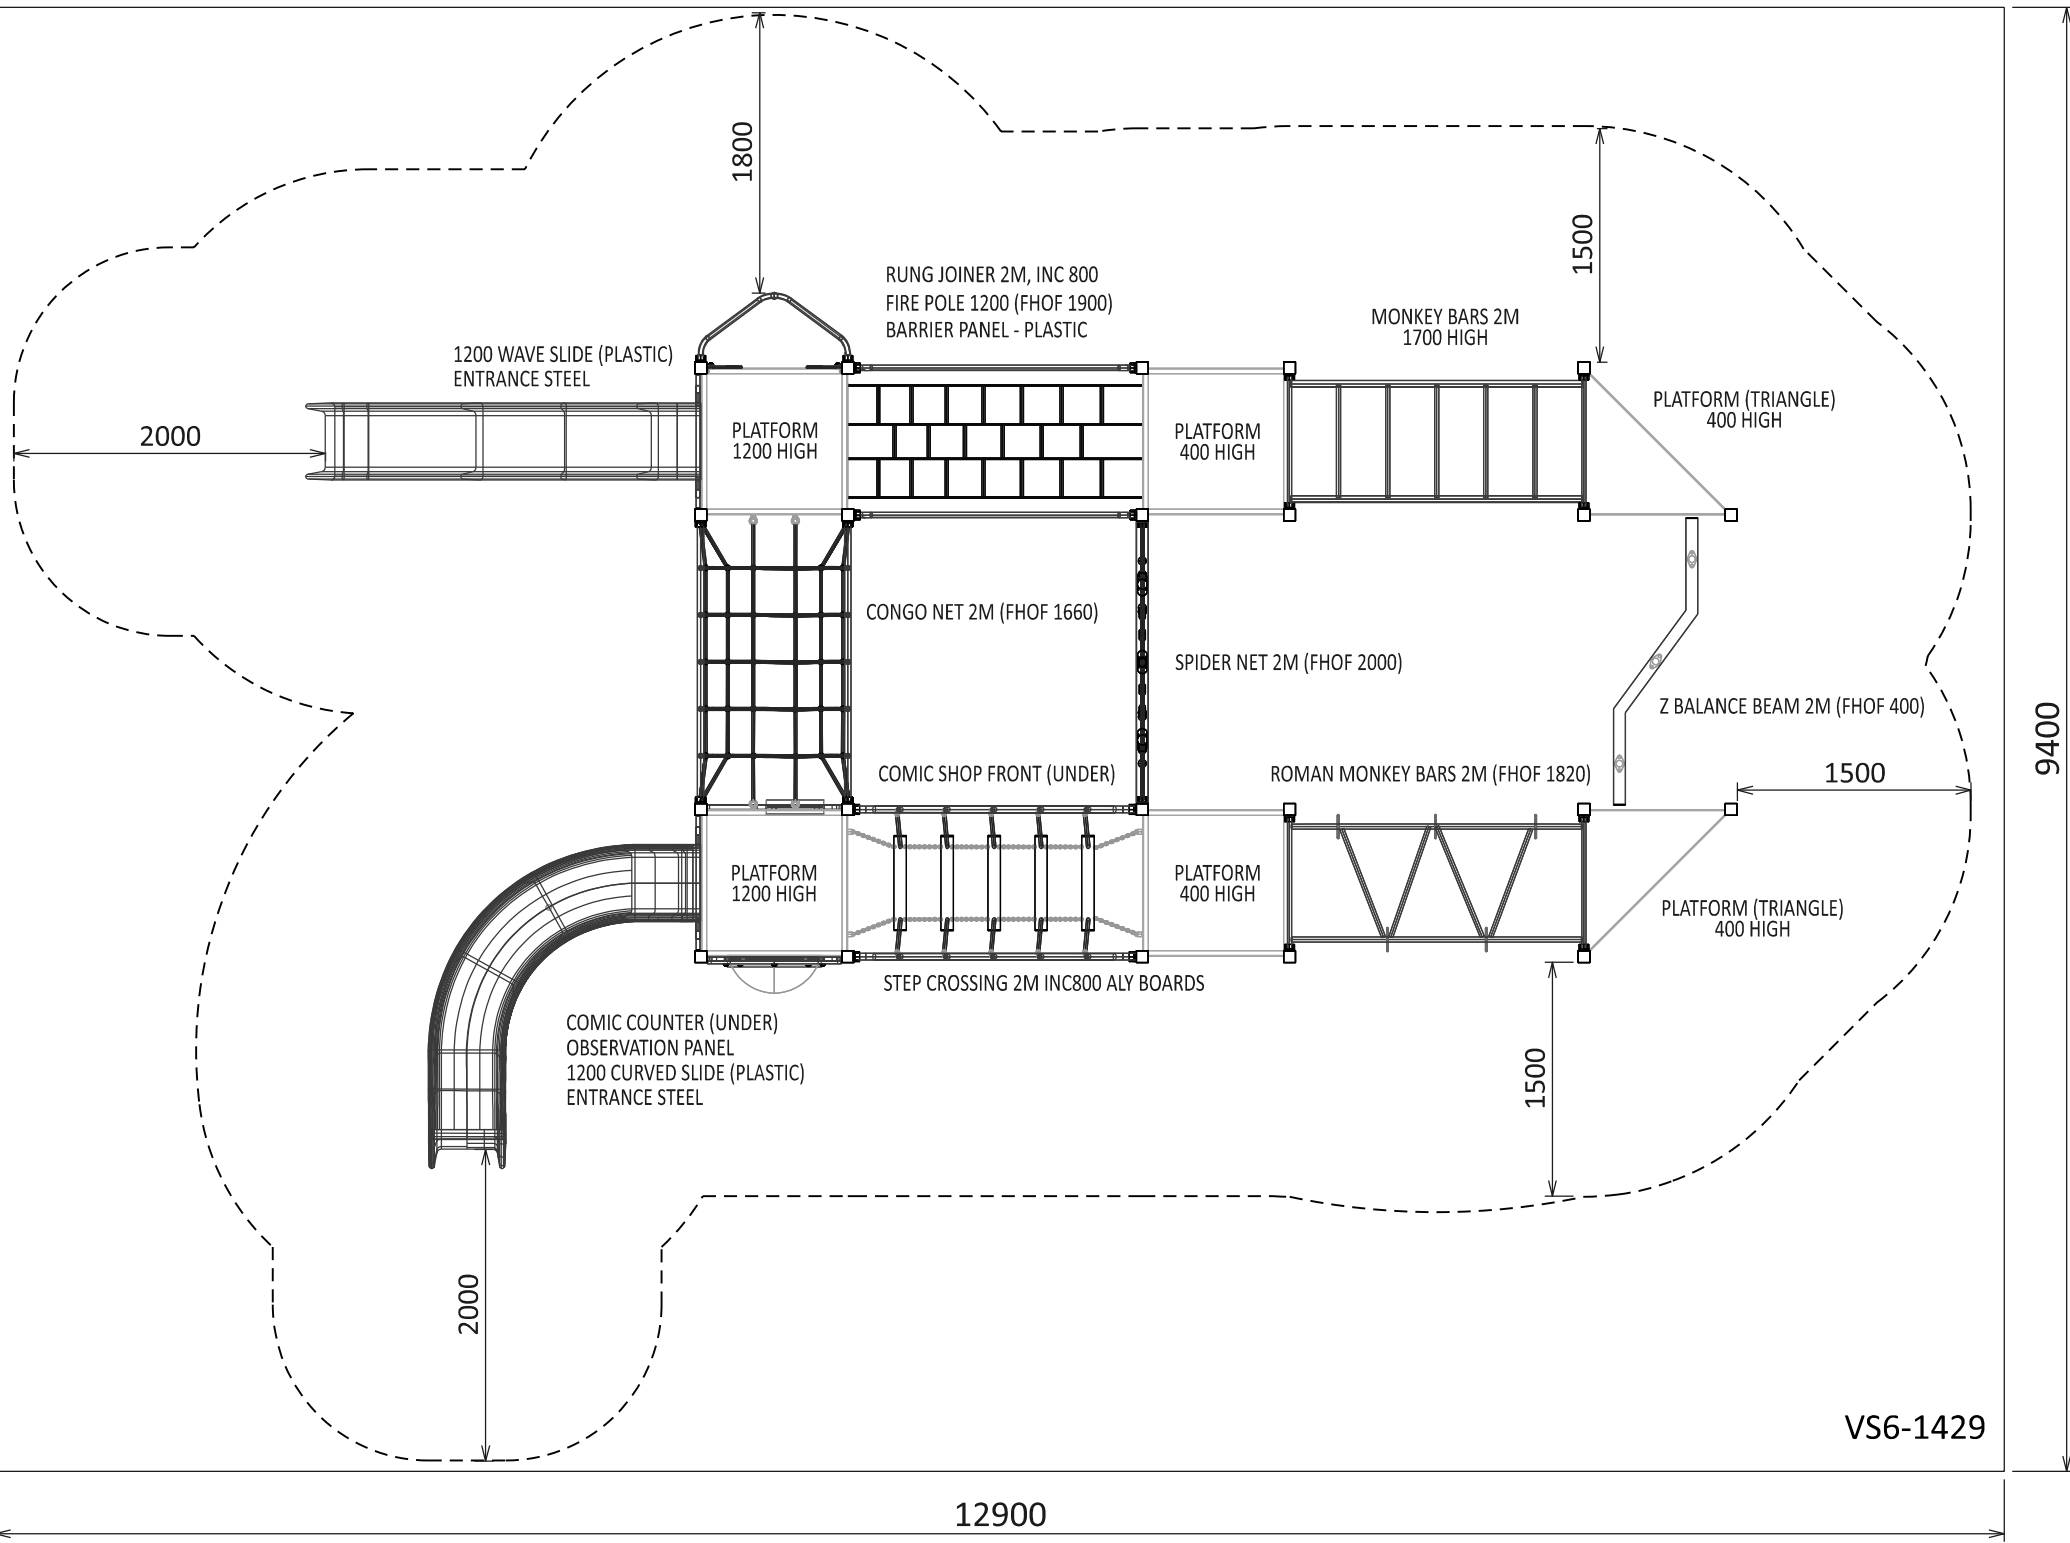 1800
1500
RUNG JOINER 2M, INC 800
FIRE POLE 1200 (FHOF 1900)
BARRIER PANEL - PLASTIC
MONKEY BARS 2M
1700 HIGH
1200 WAVE SLIDE (PLASTIC)
ENTRANCE STEEL
PLATFORM (TRIANGLE)
400 HIGH
2000
PLATFORM
1200 HIGH
PLATFORM
400 HIGH
CONGO NET 2M (FHOF 1660)
SPIDER NET 2M (FHOF 2000)
Z BALANCE BEAM 2M (FHOF 400)
9400
COMIC SHOP FRONT (UNDER)
ROMAN MONKEY BARS 2M (FHOF 1820)
1500
PLATFORM
1200 HIGH
PLATFORM
400 HIGH
PLATFORM (TRIANGLE)
400 HIGH
STEP CROSSING 2M INC800 ALY BOARDS
COMIC COUNTER (UNDER)
OBSERVATION PANEL
1200 CURVED SLIDE (PLASTIC)
ENTRANCE STEEL
1500
2000
VS6-1429
12900